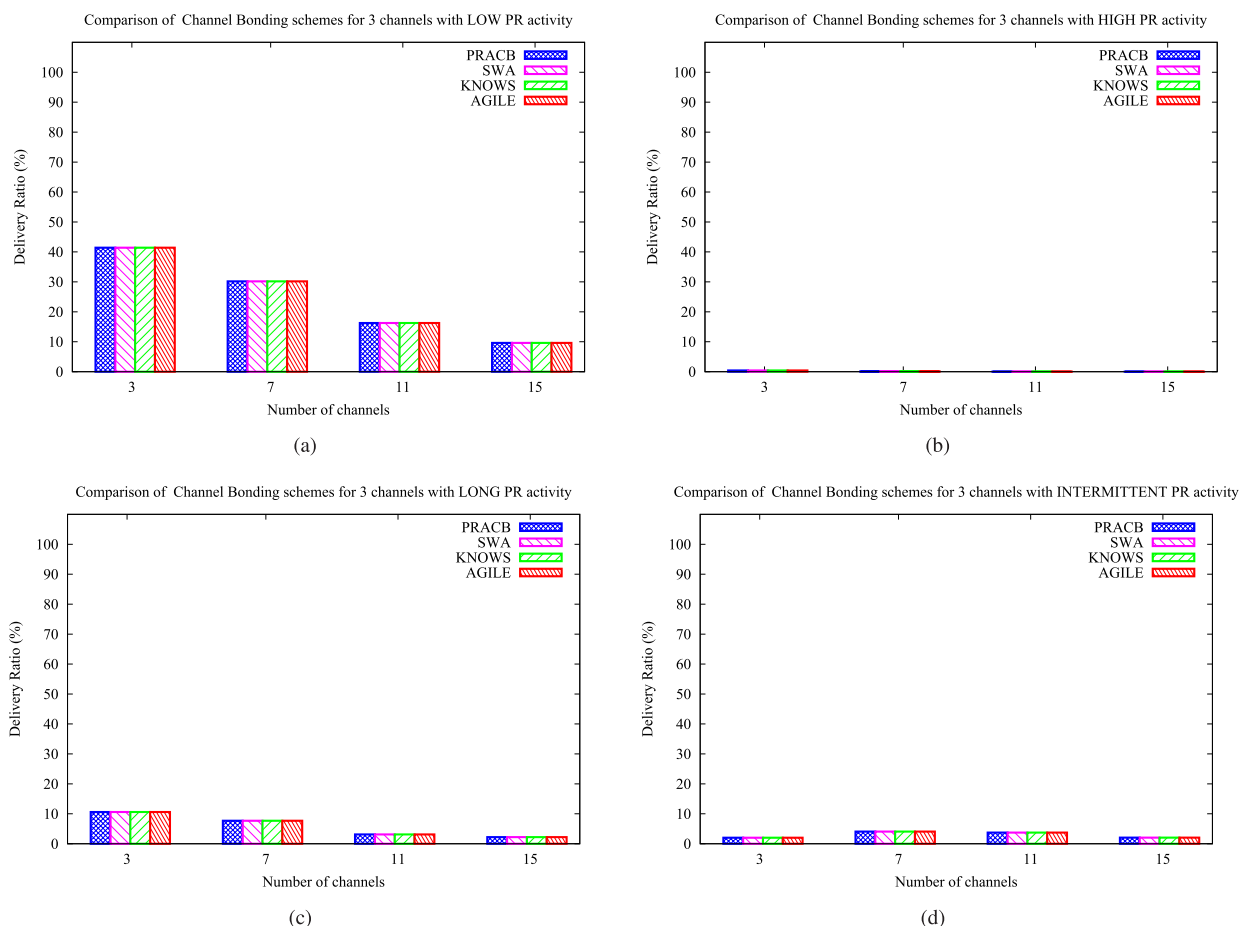 Comparison of Channel Bonding schemes for 3 channels with LOW PR activity
PRACB
SWA
KNOWS
AGILE
100
90
80
70
60
50
40
30
20
10
0
Delivery Ratio (%)
3 7 11 15
Number of channels
(a)
Comparison of Channel Bonding schemes for 3 channels with HIGH PR activity
PRACB
SWA
KNOWS
AGILE
100
90
80
70
60
50
40
30
20
10
0
Delivery Ratio (%)
3 7 11 15
Number of channels
(b)
Comparison of Channel Bonding schemes for 3 channels with LONG PR activity
PRACB
SWA
KNOWS
AGILE
100
90
80
70
60
50
40
30
20
10
0
Delivery Ratio (%)
3 7 11 15
Number of channels
(c)
Comparison of Channel Bonding schemes for 3 channels with INTERMITTENT PR activity
PRACB
SWA
KNOWS
AGILE
100
90
80
70
60
50
40
30
20
10
0
Delivery Ratio (%)
3 7 11 15
Number of channels
(d)